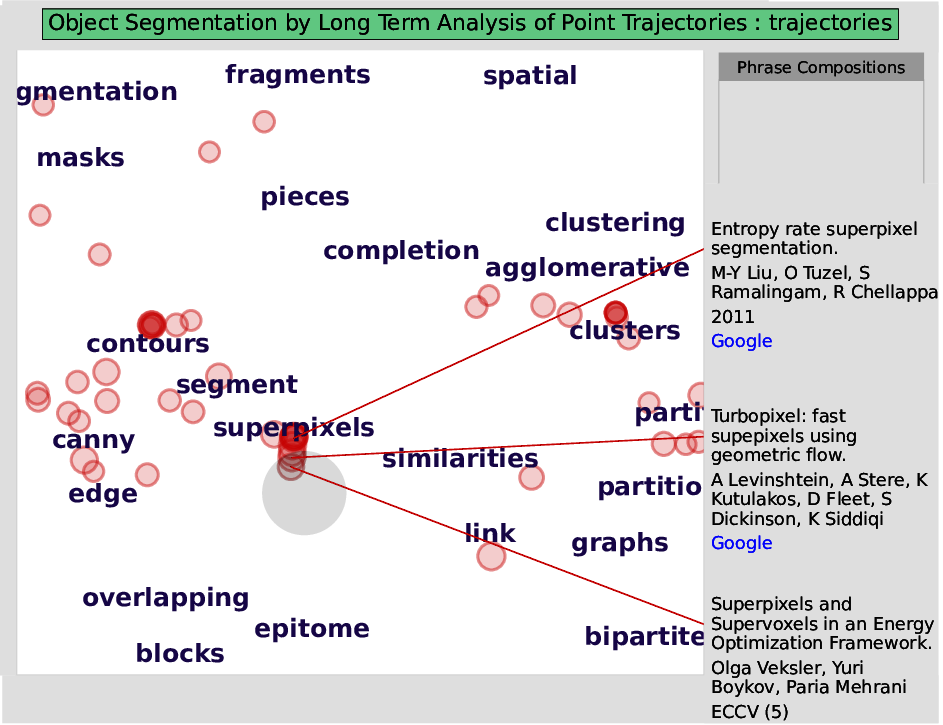 Object Segmentation by Long Term Analysis of Point Trajectories : trajectories
Phrase Compositions
fragments
spatial
gmentation
masks
pieces
clustering
completion
agglomerative
clusters
contours
segment
parti
superpixels
canny
similarities
edge
partitio
link
graphs
overlapping
epitome
bipartite
blocks
Entropy rate superpixel
segmentation.
M-Y Liu, O Tuzel, S
Ramalingam, R Chellappa
2011
Google
Turbopixel: fast
supepixels using
geometric flow.
A Levinshtein, A Stere, K
Kutulakos, D Fleet, S
Dickinson, K Siddiqi
Google
Superpixels and
Supervoxels in an Energy
Optimization Framework.
Olga Veksler, Yuri
Boykov, Paria Mehrani
ECCV (5)